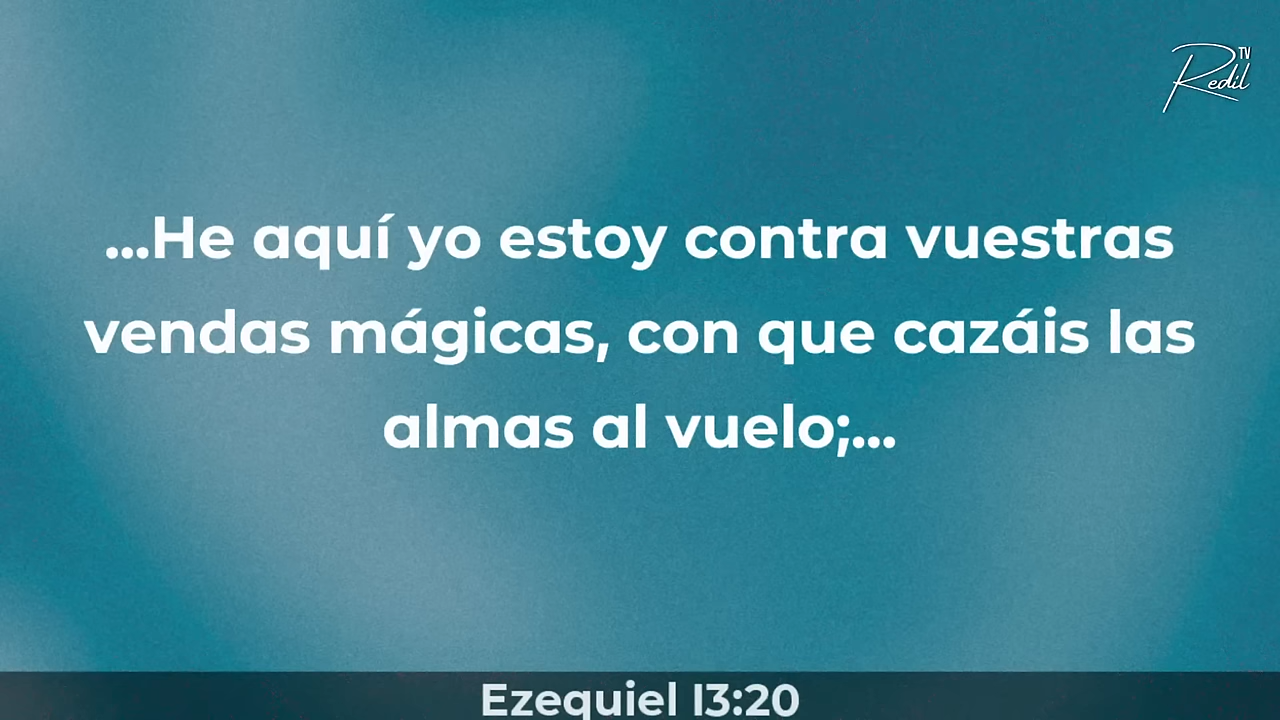 Redil TV
...He aquí yo estoy contra vuestras
vendas mágicas, con que cazáis las
almas al vuelo;...
Ezequiel 13:20